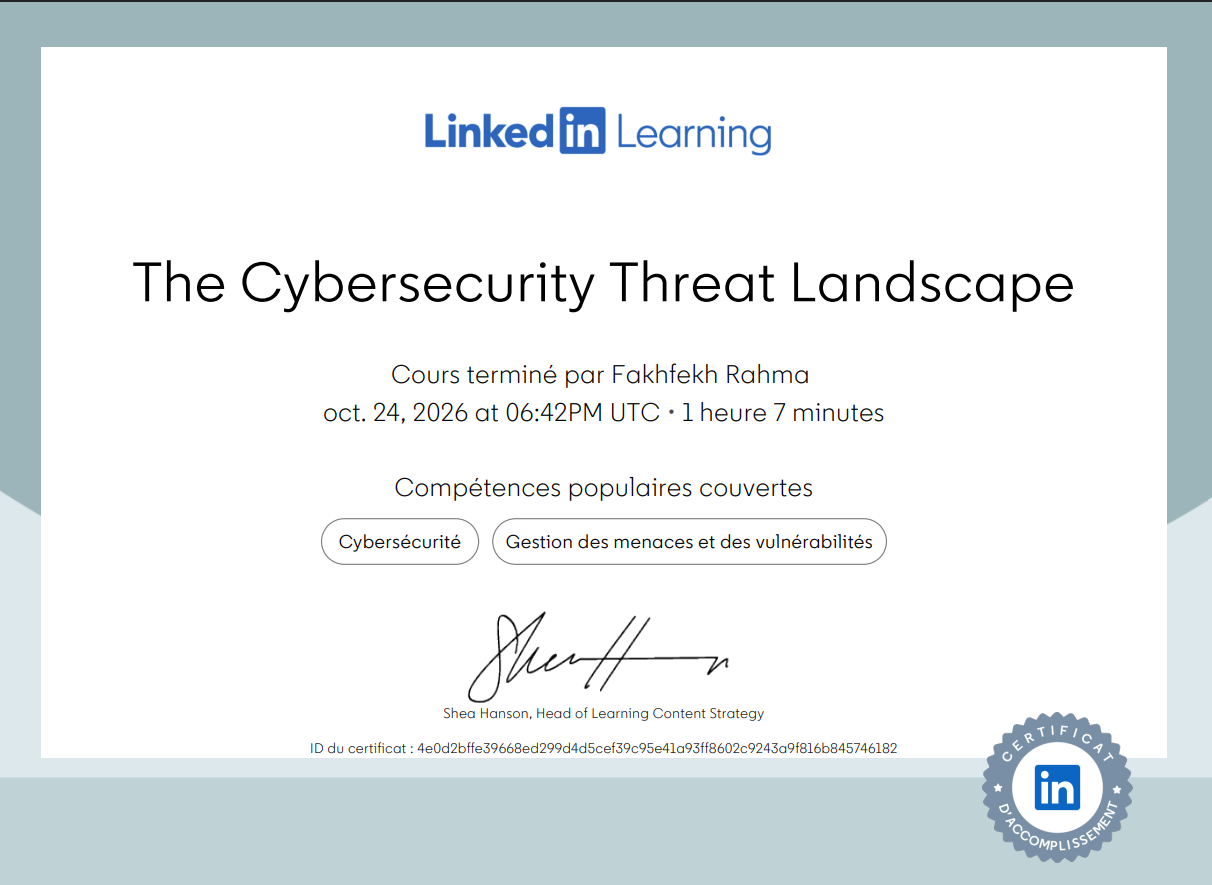 LinkedIn Learning
The Cybersecurity Threat Landscape
Cours terminé par Fakhfekh Rahma
oct. 24, 2026 at 06:42PM UTC • 1 heure 7 minutes
Compétences populaires couvertes
Cybersécurité
Gestion des menaces et des vulnérabilités
Shea Hanson, Head of Learning Content Strategy
ID du certificat : 4e0d2bffe39668ed299d4d5cef39c95e41a93ff8602c9243a9f816b845746182
CERTIFICAT
in
D'ACCOMPLISSEMENT